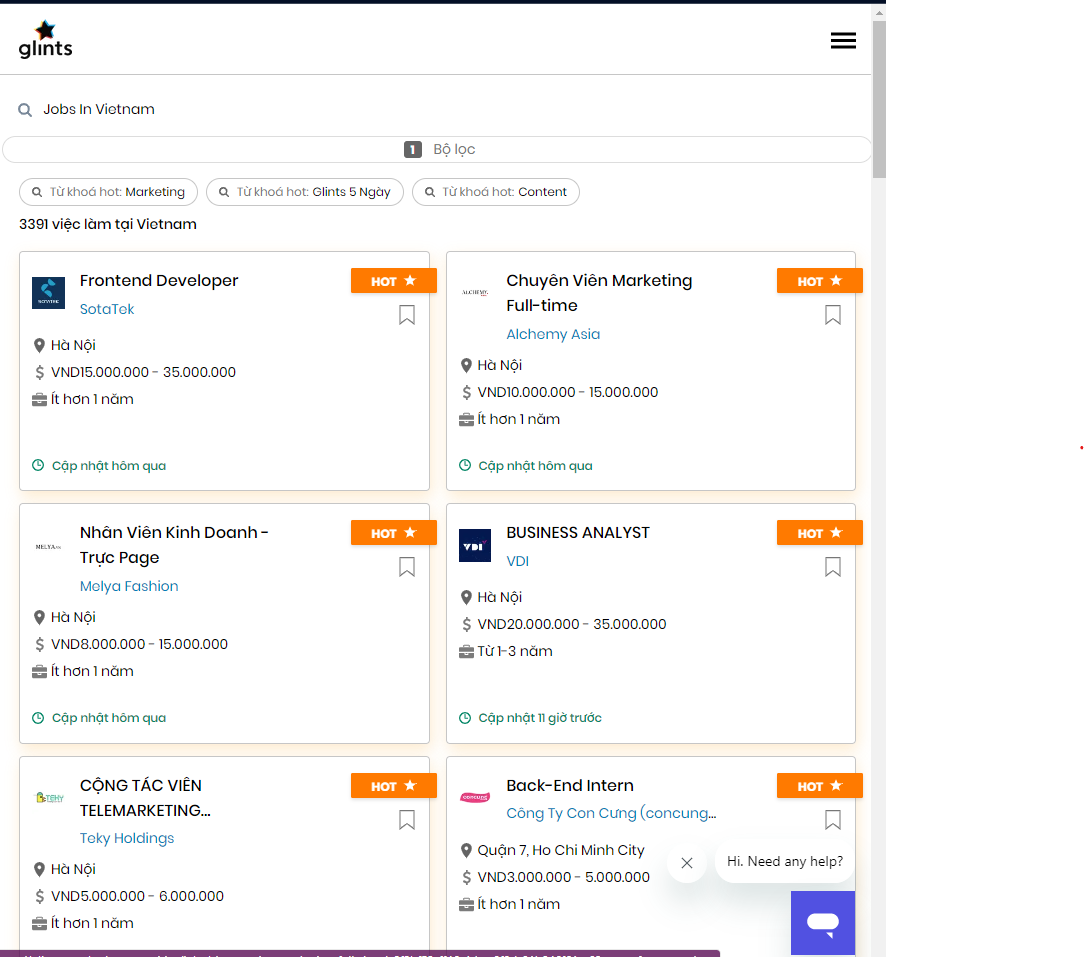 glints
Jobs In Vietnam
1 Bộ lọc
Từ khoá hot: Marketing
Từ khoá hot: Glints 5 Ngày
Từ khoá hot: Content
3391 việc làm tại Vietnam
Frontend Developer
HOT
SotaTek
Hà Nội
VND15.000.000 - 35.000.000
Ít hơn 1 năm
Cập nhật hôm qua
ALCHEMY
Chuyên Viên Marketing
Full-time
HOT
Alchemy Asia
Hà Nội
VND10.000.000 - 15.000.000
Ít hơn 1 năm
Cập nhật hôm qua
MELYA
Nhân Viên Kinh Doanh -
Trực Page
HOT
Melya Fashion
Hà Nội
VND8.000.000 - 15.000.000
Ít hơn 1 năm
Cập nhật hôm qua
VDI
BUSINESS ANALYST
HOT
VDI
Hà Nội
VND20.000.000 - 35.000.000
Từ 1-3 năm
Cập nhật 11 giờ trước
TEKY
CỘNG TÁC VIÊN
TELEMARKETING...
HOT
Teky Holdings
Hà Nội
VND5.000.000 - 6.000.000
Ít hơn 1 năm
concung
Back-End Intern
HOT
Công Ty Con Cưng (concung...
Quận 7, Ho Chi Minh City
VND3.000.000 - 5.000.000
Ít hơn 1 năm
Hi. Need any help?